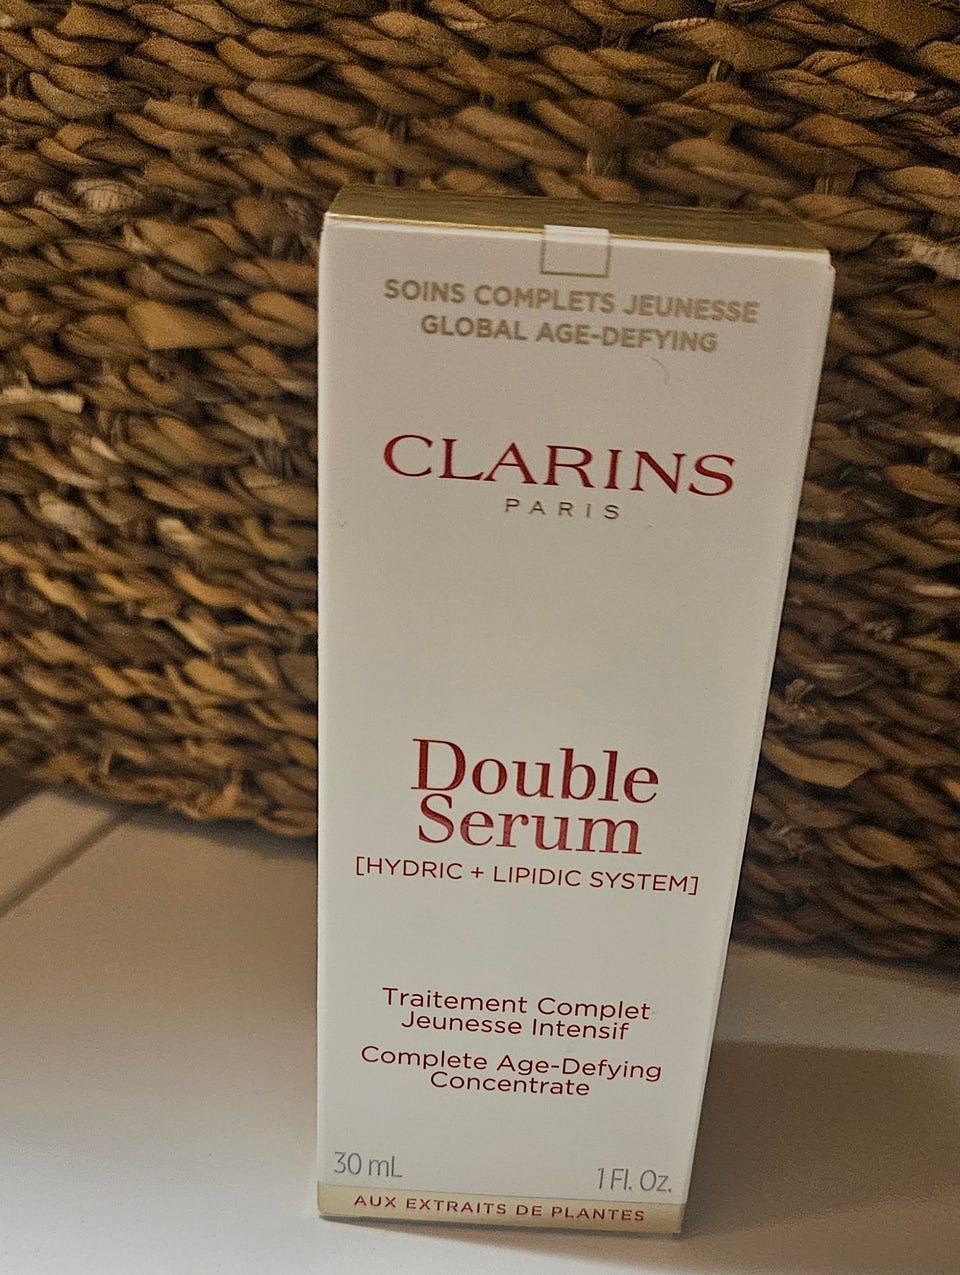 SOINS COMPLETS JEUNESSE
GLOBAL AGE-DEFYING
CLARINS
PARIS
Double
Serum
[HYDRIC + LIPIDIC SYSTEM]
Traitement Complet
Jeunesse Intensif
Complete Age-Defying
Concentrate
30 mL 1 Fl. Oz.
AUX EXTRAITS DE PLANTES